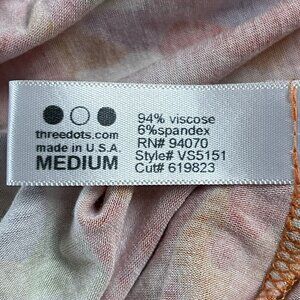 threedots.com
made in U.S.A.
MEDIUM
94% viscose
6%spandex
RN# 94070
Style# VS5151
Cut# 619823